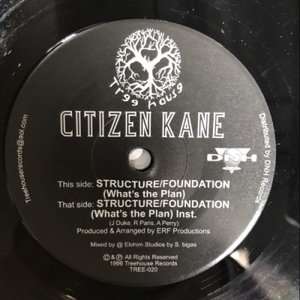 Tree house
CITIZEN KANE
Treehouserecords@aol.com
Distributed by DNH Records
DNH
This side: STRUCTURE/FOUNDATION
(What's the Plan)
That side: STRUCTURE/FOUNDATION
(What's the Plan) Inst.
(J Duke, R Paris, A. Perry)
Produced & Arranged by ERF Productions
Mixed by @ Elohim Studios by S. bigas
© & ℗ All Rights Reserved
1996 Treehouse Records
TREE-020